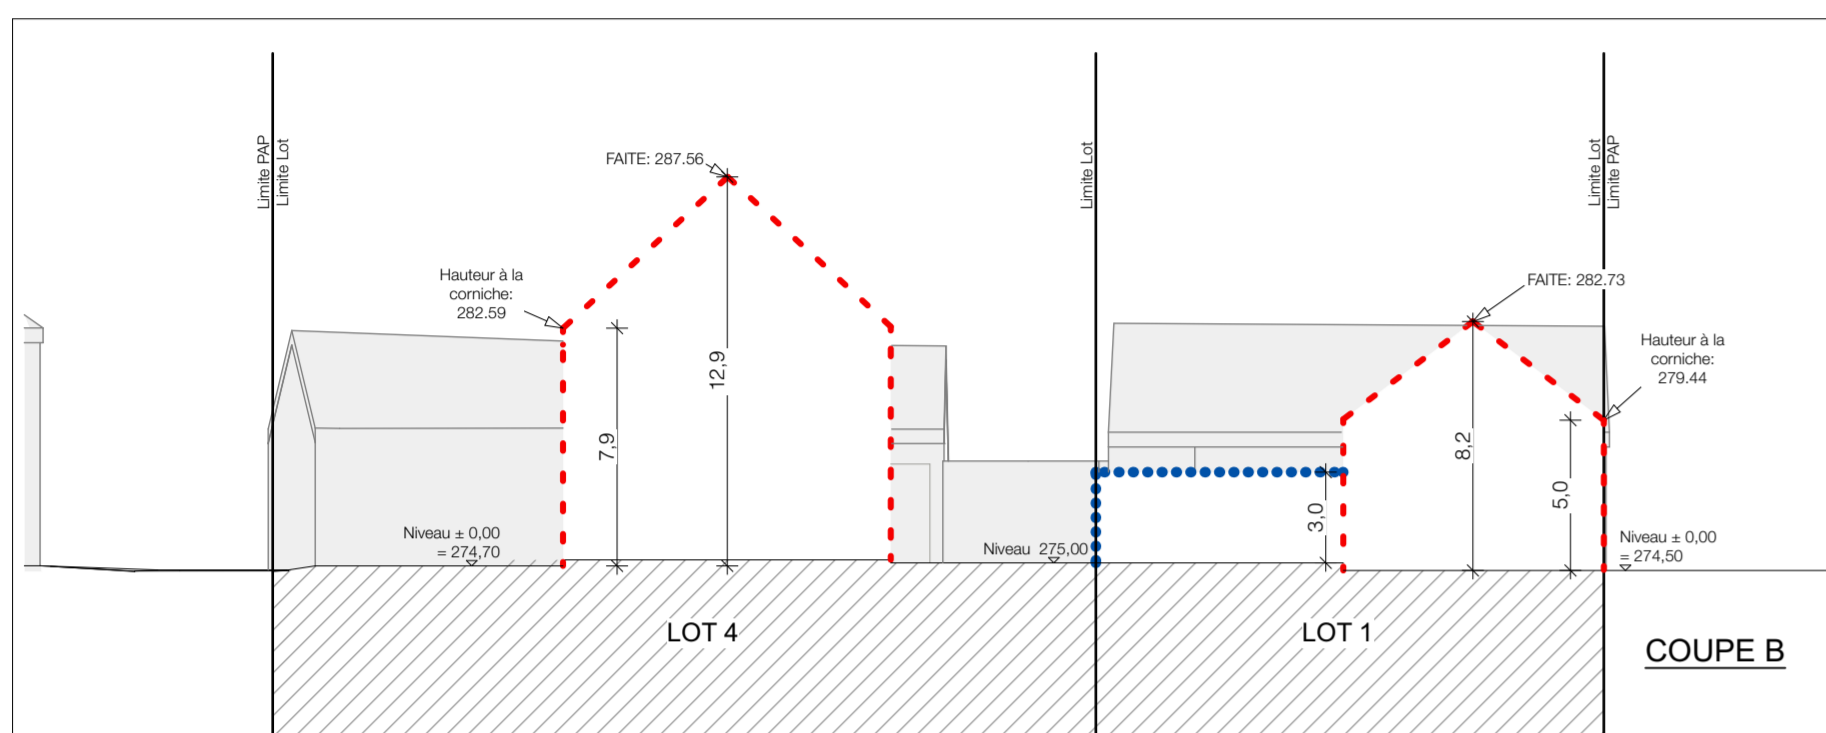 Limite PAP
Limite Lot
FAITE: 287.56
Limite Lot
Limite Lot
Limite PAP
Hauteur à la
corniche:
282.59
FAITE: 282.73
Hauteur à la
corniche:
279.44
12,9
7,9
8,2
5,0
3,0
Niveau ± 0,00
= 274,70
Niveau 275,00
Niveau ± 0,00
= 274,50
LOT 4
LOT 1
COUPE B